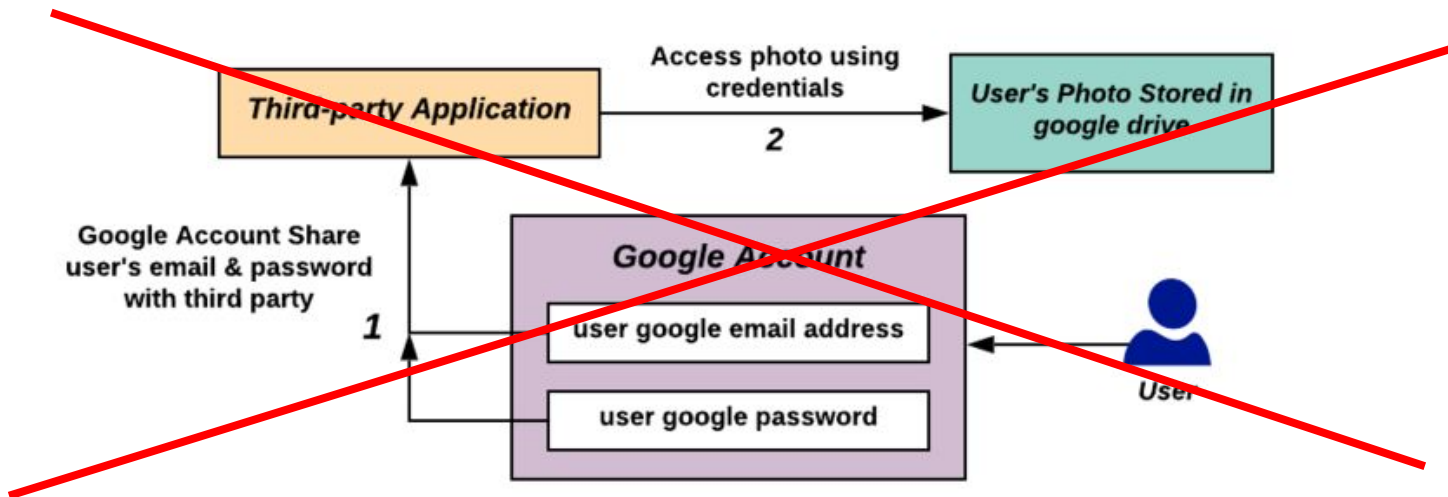 Access photo using
credentials
Third-party Application
2
User's Photo Stored in
google drive
Google Account Share
user's email & password
with third party
1
Google Account
user google email address
user google password
User